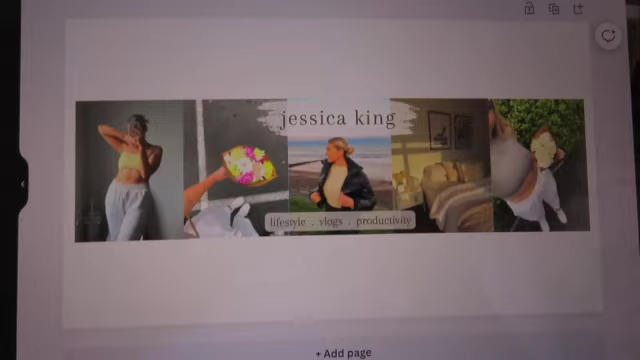 jessica king
lifestyle . vlogs . productivity
+ Add page